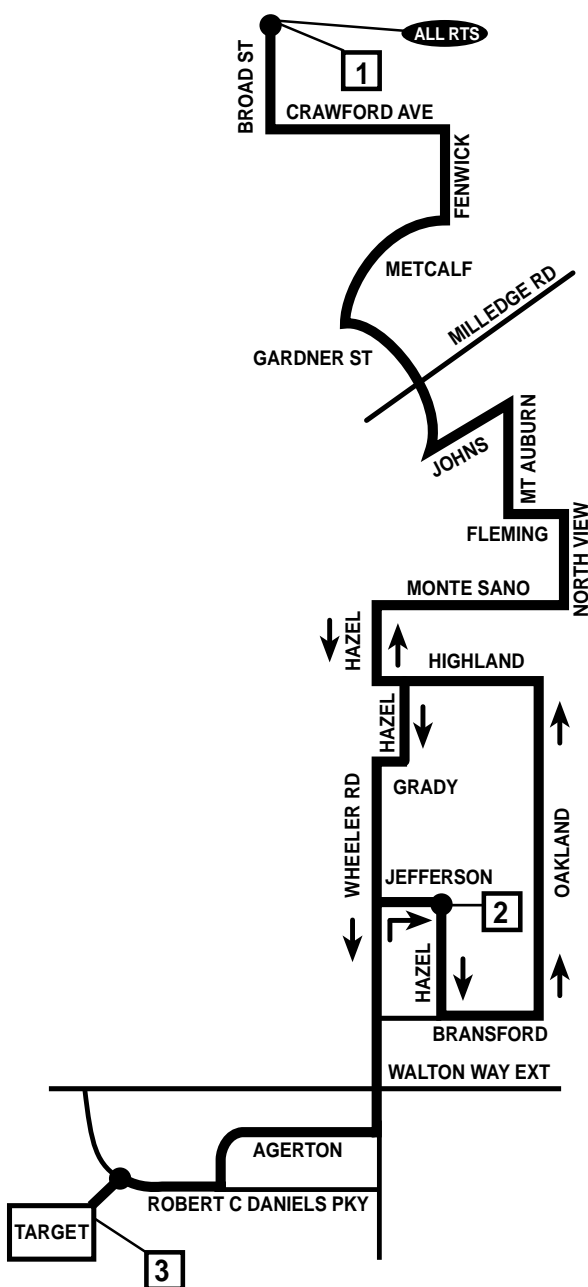 ALL RTS
1
BROAD ST
CRAWFORD AVE
FENWICK
METCALF
MILLEDGE RD
GARDNER ST
JOHNS
MT AUBURN
FLEMING
NORTH VIEW
MONTE SANO
HAZEL
HIGHLAND
HAZEL
GRADY
WHEELER RD
OAKLAND
JEFFERSON
2
HAZEL
BRANSFORD
WALTON WAY EXT
AGERTON
ROBERT C DANIELS PKY
TARGET
3